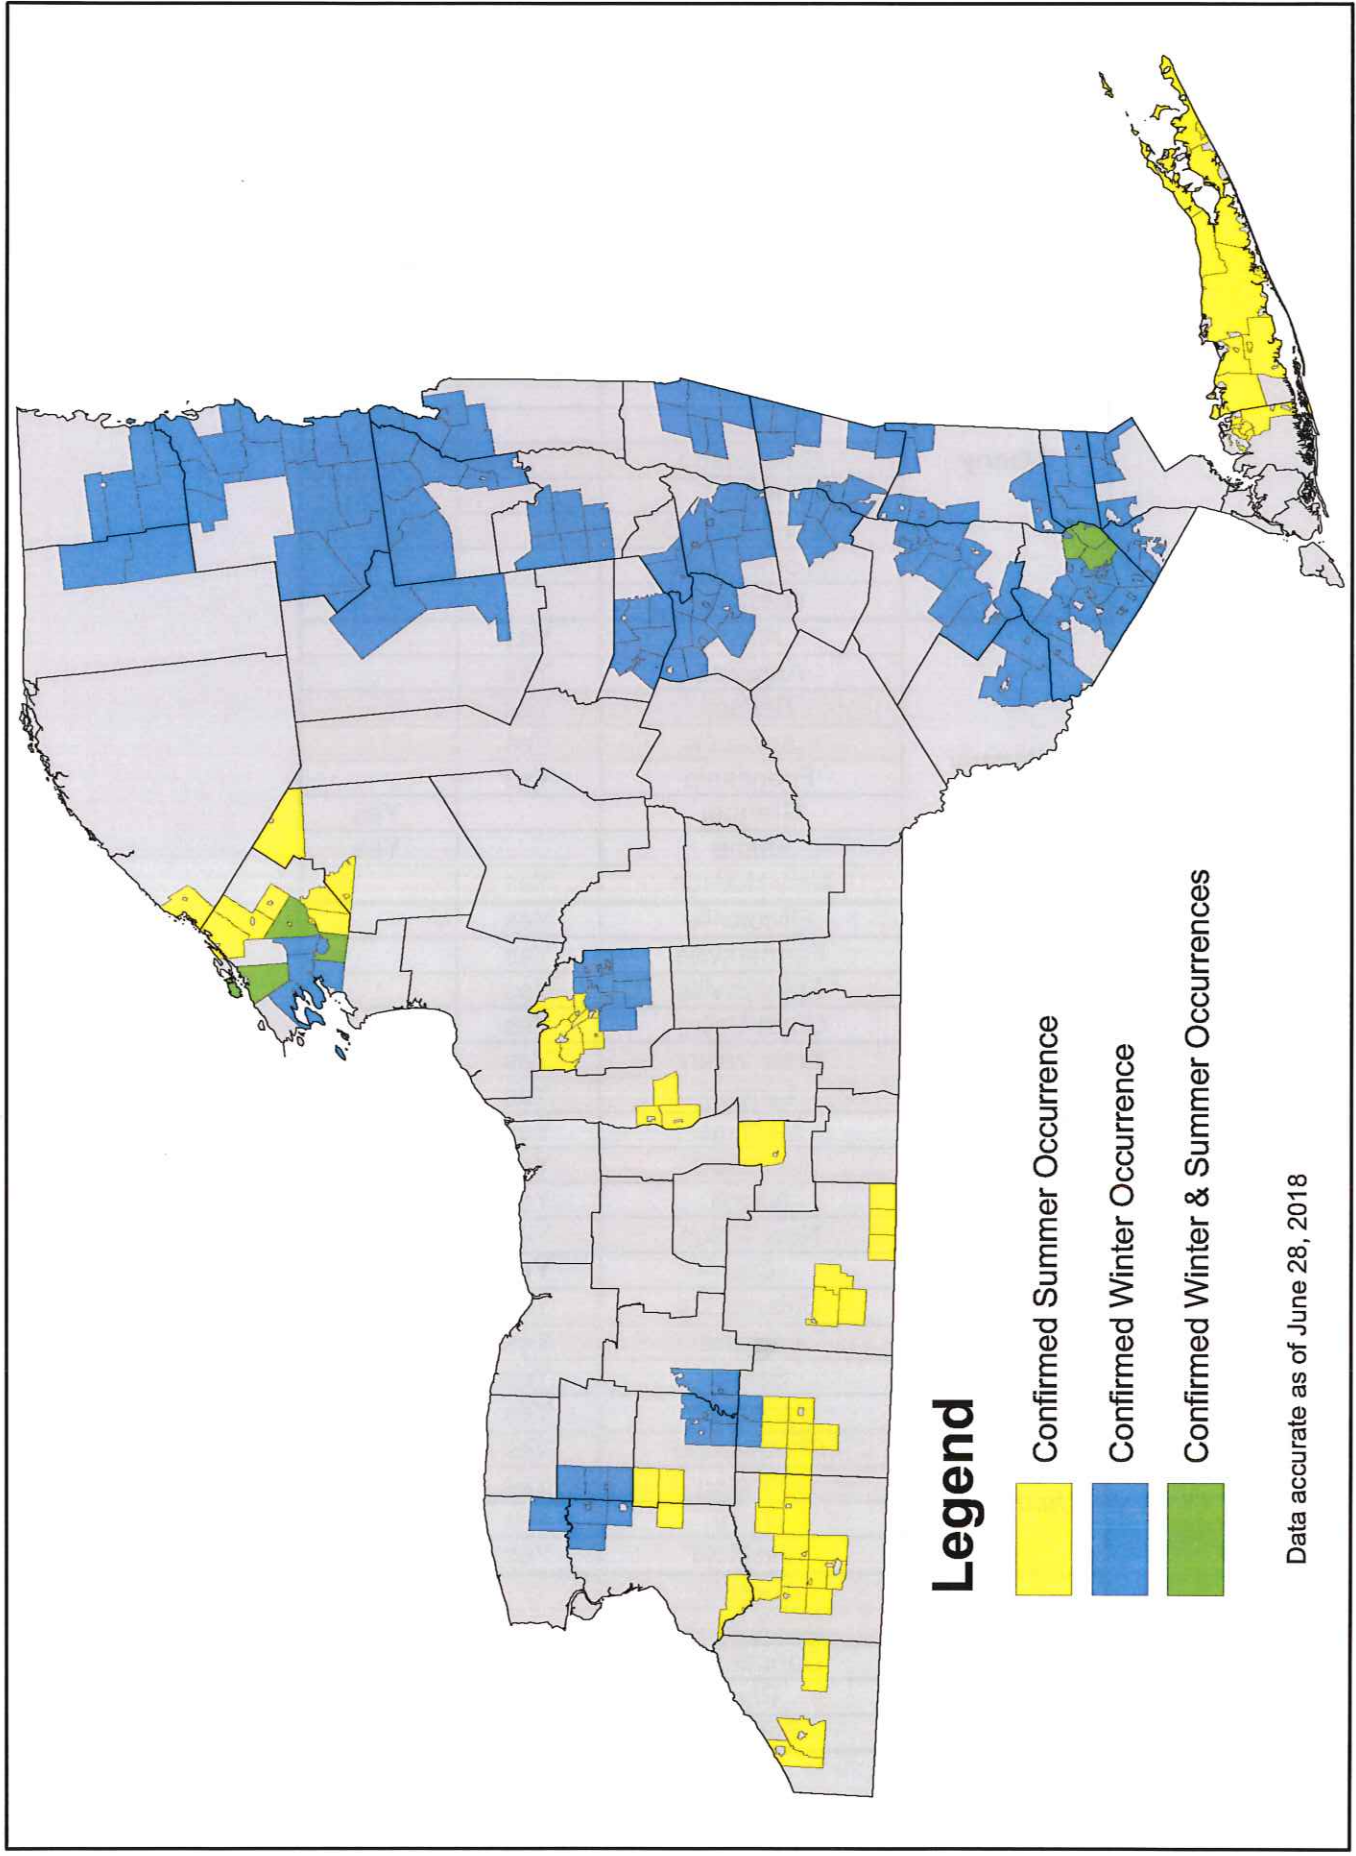 Legend
Confirmed Summer Occurrence
Confirmed Winter Occurrence
Confirmed Winter & Summer Occurrences
Data accurate as of June 28, 2018